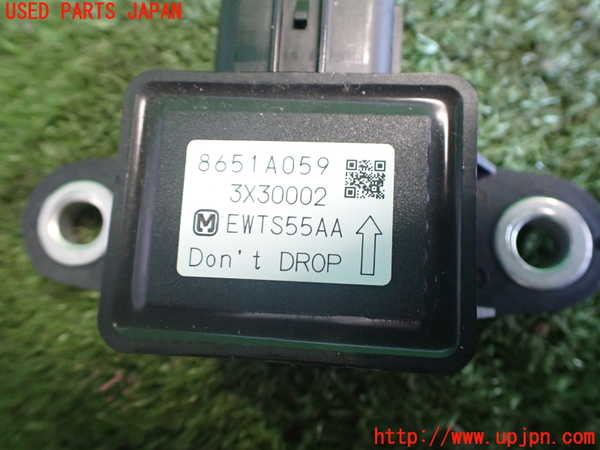 USED PARTS JAPAN
8651A059
3X30002
EWTS55AA
Don't DROP
http://www.upjpn.com/